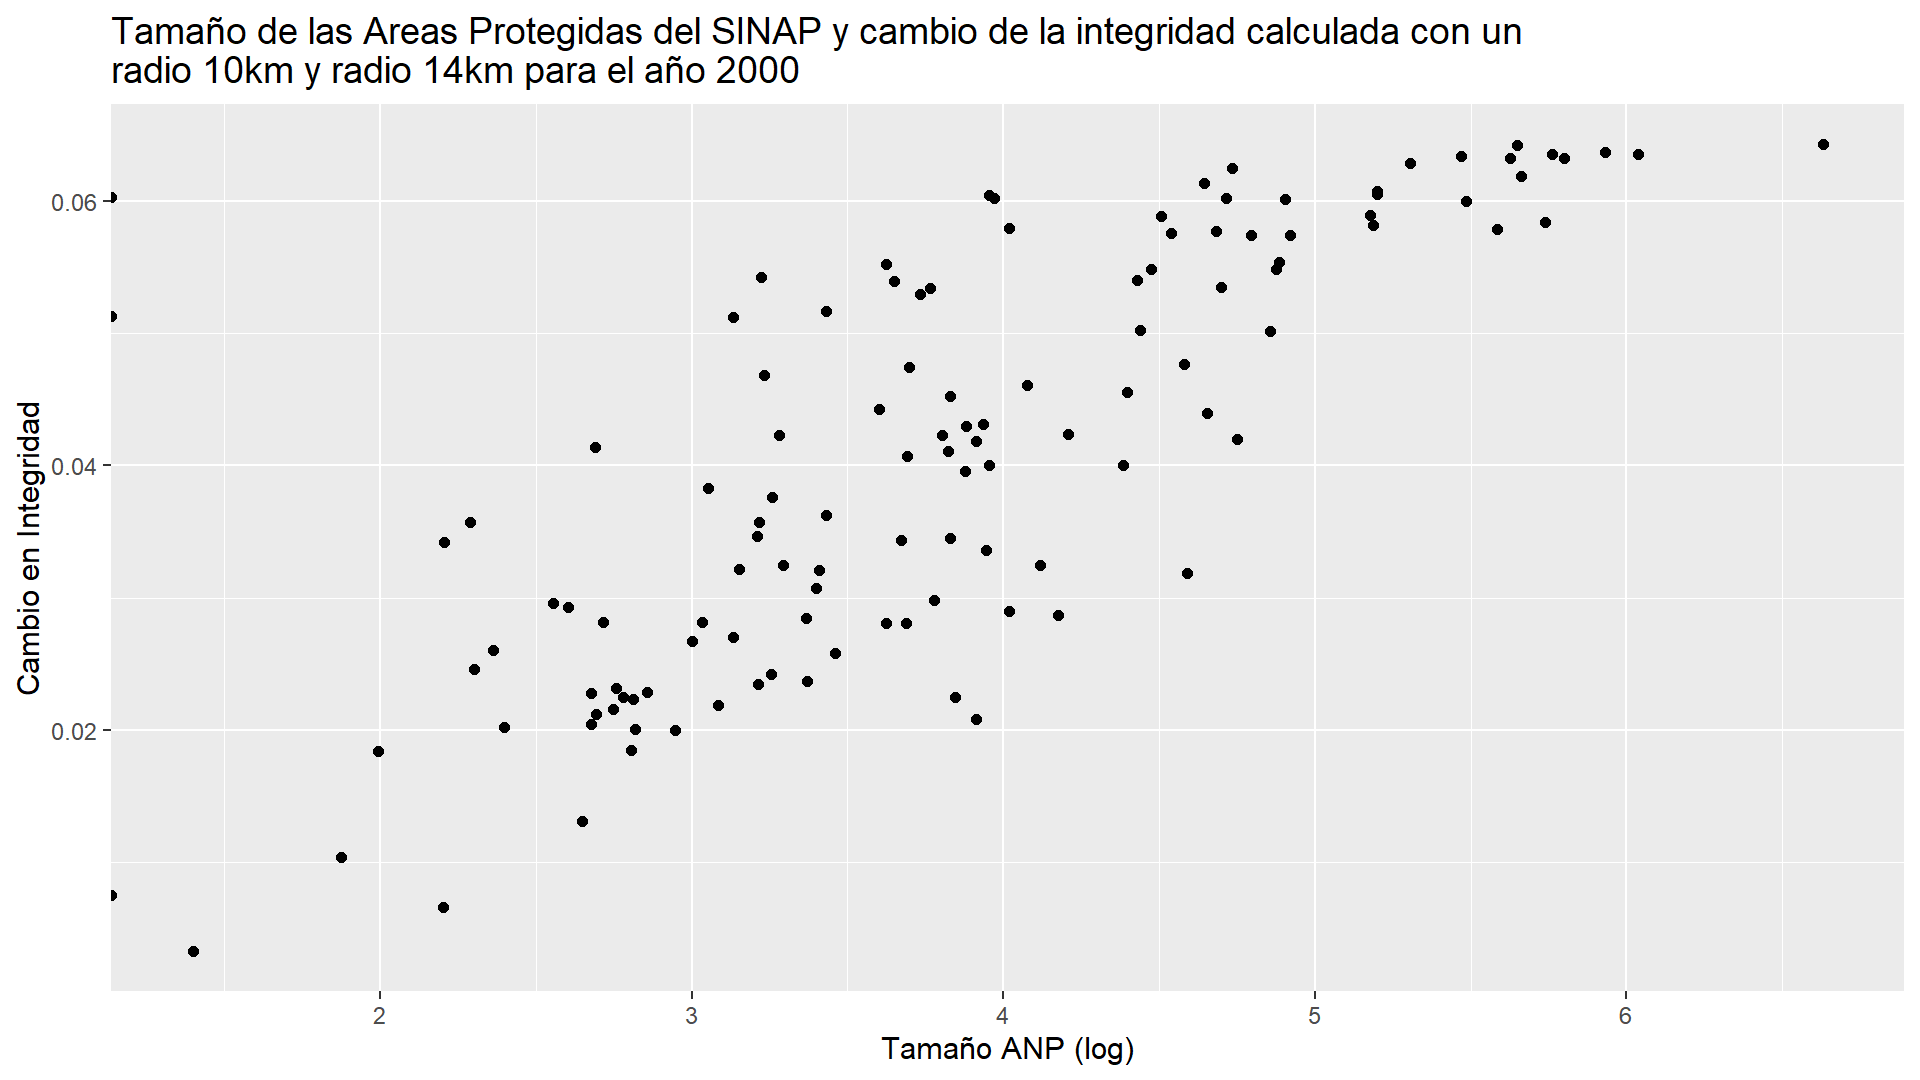 Tamaño de las Areas Protegidas del SINAP y cambio de la integridad calculada con un
radio 10km y radio 14km para el año 2000
0.06
0.04
0.02
Cambio en Integridad
2
3
4
5
6
Tamaño ANP (log)